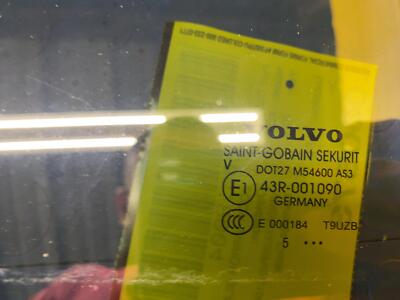 VOLVO
SAINT-GOBAIN SEKURIT
V DOT27 M54600 AS3
E1 43R-001090
GERMANY
CCC E 000184 T9UZB
5 •••